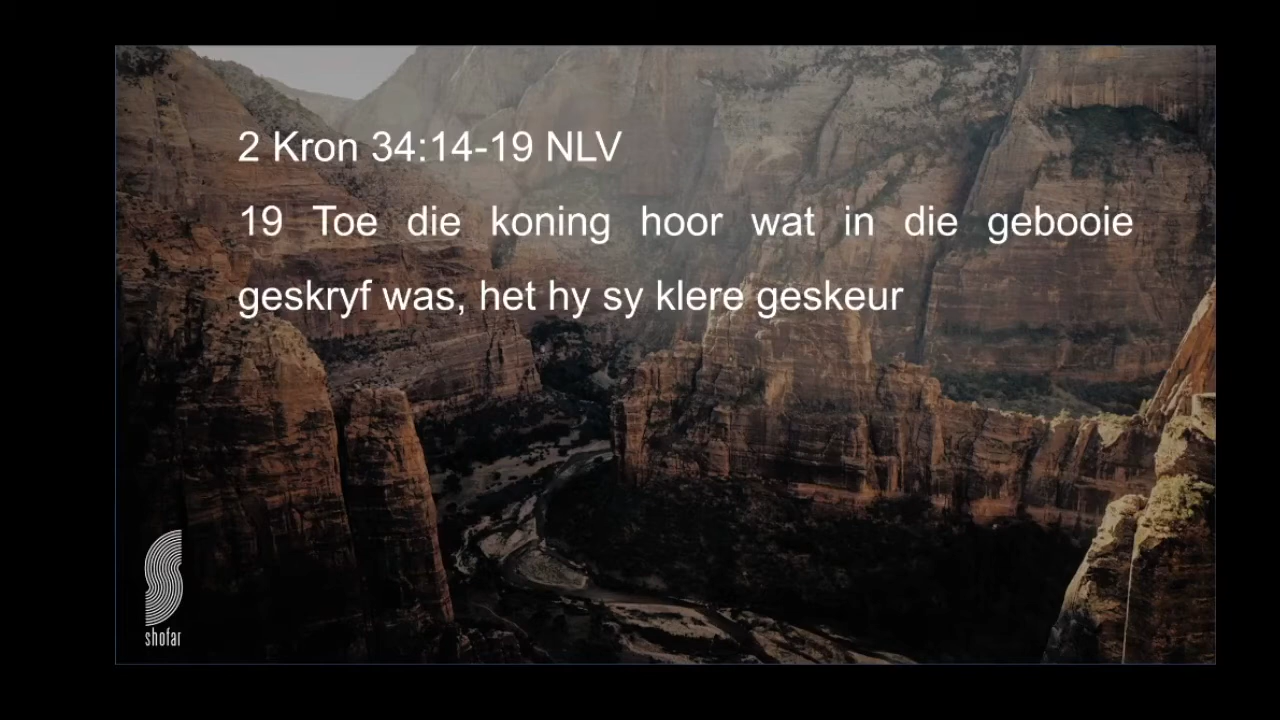 2 Kron 34:14-19 NLV
19 Toe die koning hoor wat in die gebooie
geskryf was, het hy sy klere geskeur
shofar